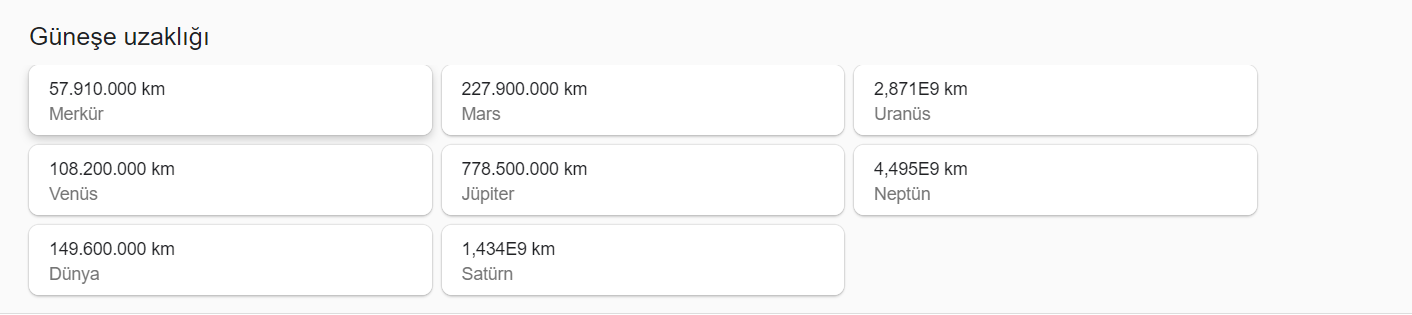 Güneşe uzaklığı
57.910.000 km
Merkür
108.200.000 km
Venüs
149.600.000 km
Dünya
227.900.000 km
Mars
778.500.000 km
Jüpiter
1,434E9 km
Satürn
2,871E9 km
Uranüs
4,495E9 km
Neptün